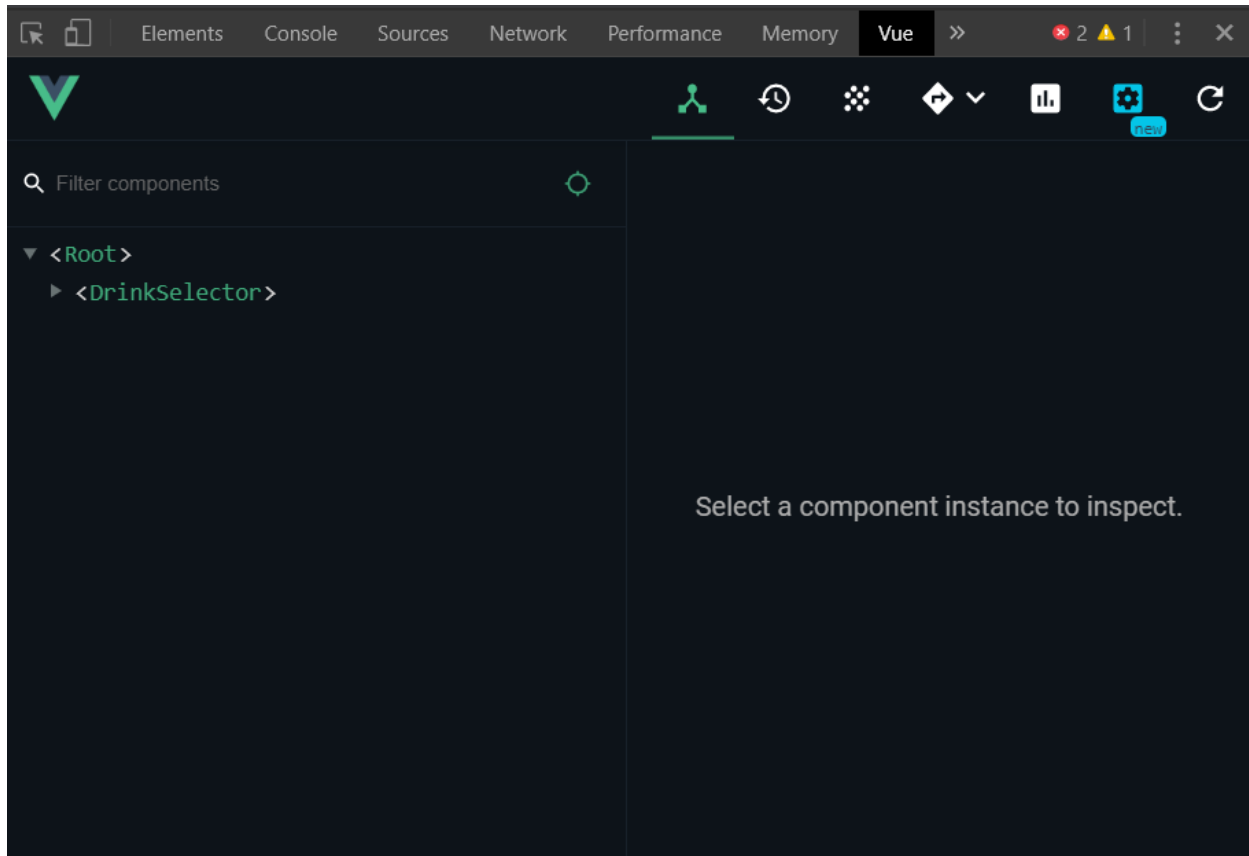 Elements Console Sources Network Performance Memory Vue » 2 1
new
Filter components
▼ <Root>
▶ <DrinkSelector>
Select a component instance to inspect.